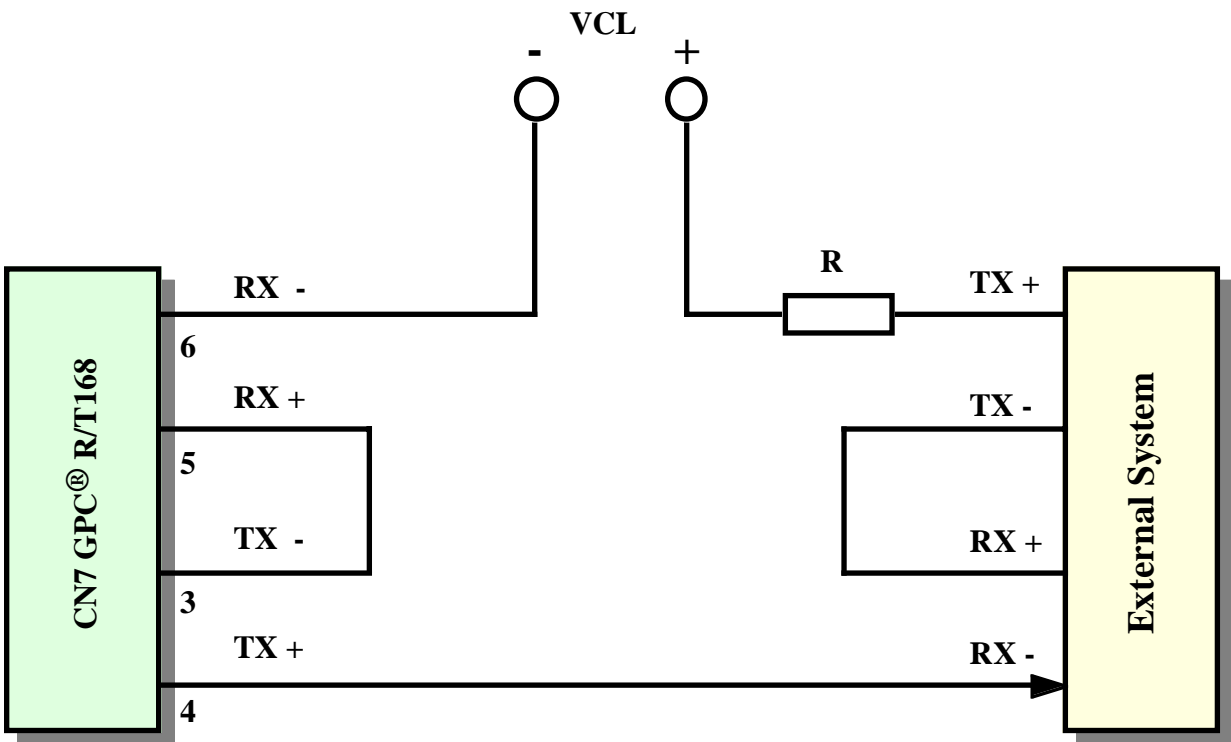 VCL
- +
R
RX - TX +
6
CN7 GPC® R/T168
RX + TX -
5
External System
TX - RX +
3
TX + RX -
4